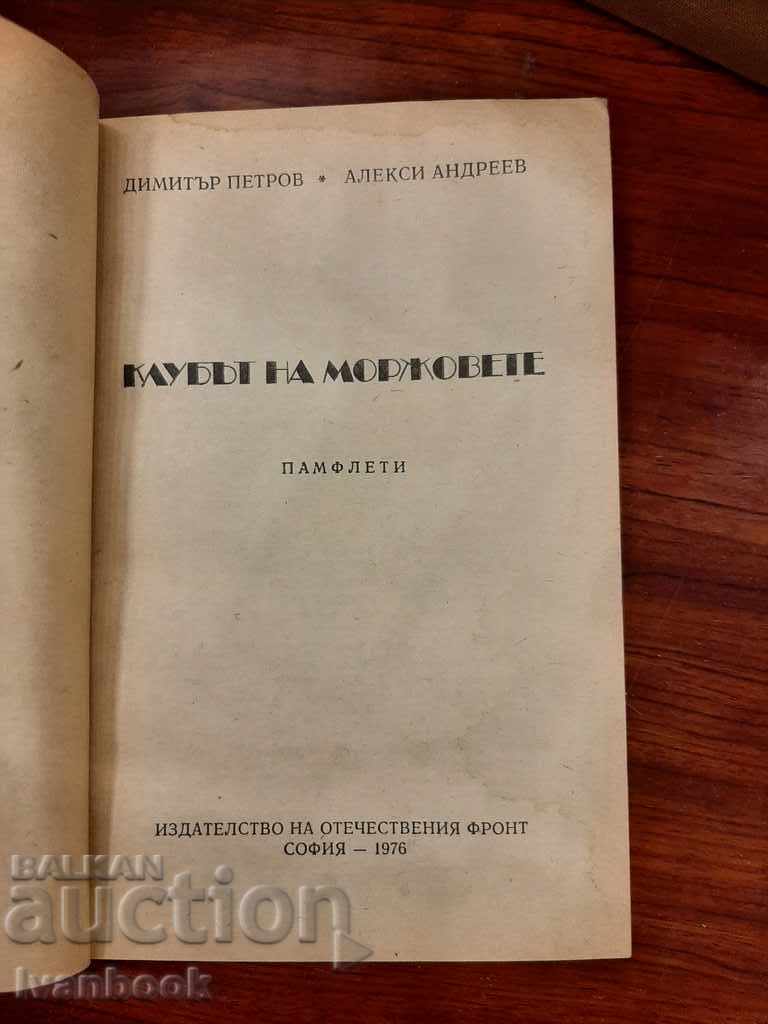 ДИМИТЪР ПЕТРОВ * АЛЕКСИ АНДРЕЕВ
КЛУБЪТ НА МОРЖОВЕТЕ
ПАМФЛЕТИ
ИЗДАТЕЛСТВО НА ОТЕЧЕСТВЕНИЯ ФРОНТ
СОФИЯ — 1976
BALKAN
auction
Ivanbook